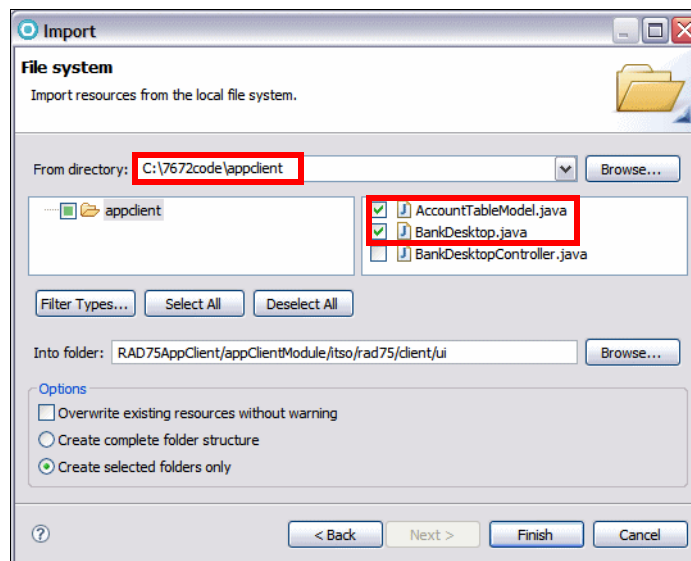 Import
File system
Import resources from the local file system.
From directory: C:\7672code\appclient Browse...
appclient
AccountTableModel.java
BankDesktop.java
BankDesktopController.java
Filter Types... Select All Deselect All
Into folder: RAD75AppClient/appClientModule/itso/rad75/client/ui Browse...
Options
Overwrite existing resources without warning
Create complete folder structure
Create selected folders only
? < Back Next > Finish Cancel